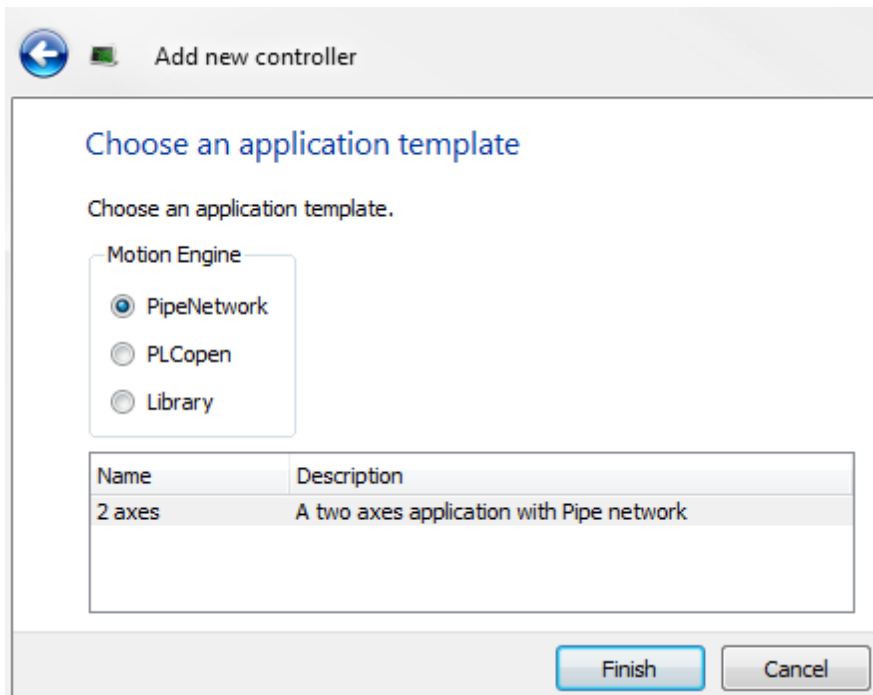 Add new controller
Choose an application template
Choose an application template.
Motion Engine
PipeNetwork
PLCopen
Library
Name Description
2 axes A two axes application with Pipe network
Finish Cancel